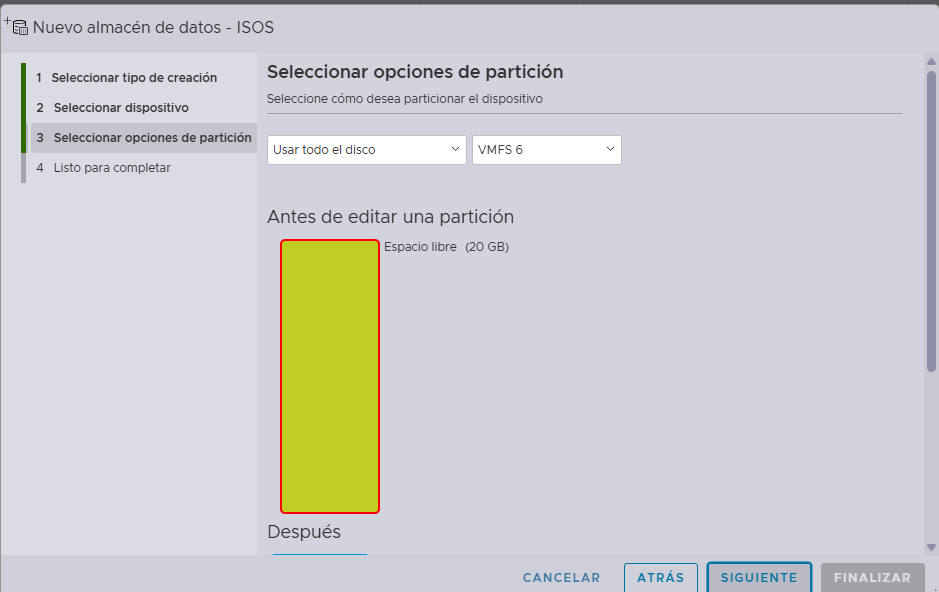 Nuevo almacén de datos - ISOS
1 Seleccionar tipo de creación
2 Seleccionar dispositivo
3 Seleccionar opciones de partición
4 Listo para completar
Seleccionar opciones de partición
Seleccione cómo desea particionar el dispositivo
Usar todo el disco
VMFS 6
Antes de editar una partición
Espacio libre (20 GB)
Después
CANCELAR
ATRÁS
SIGUIENTE
FINALIZAR